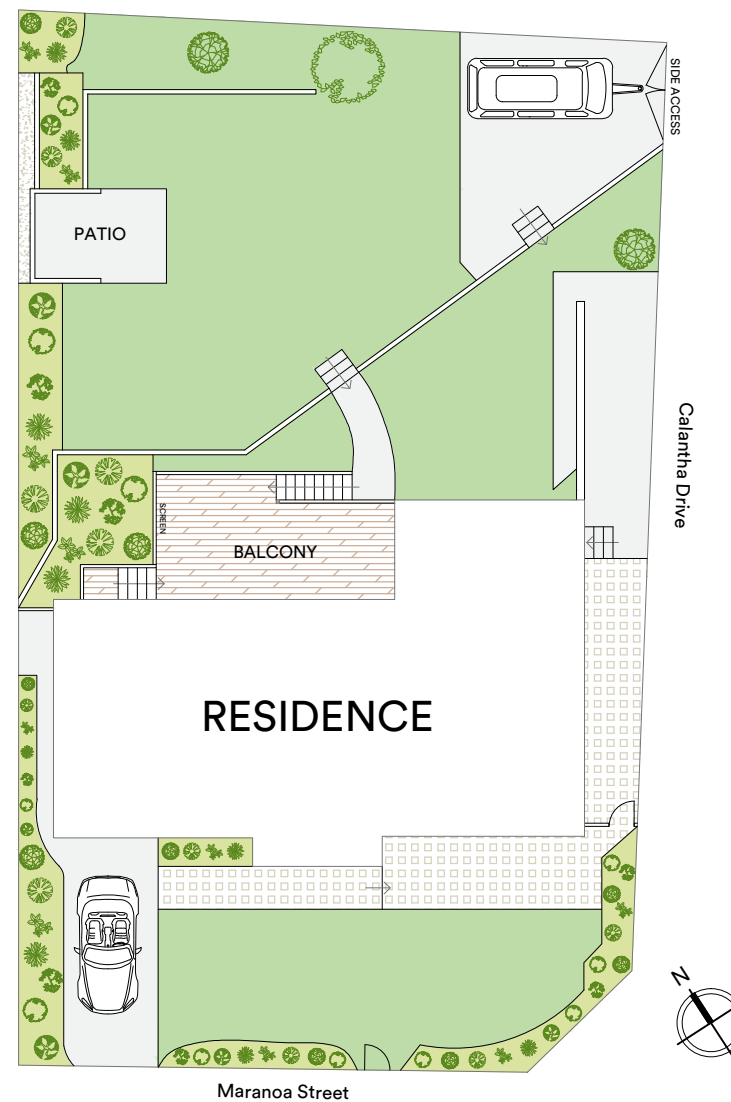 SIDE ACCESS
PATIO
Calantha Drive
SCREEN
BALCONY
RESIDENCE
N
Maranoa Street